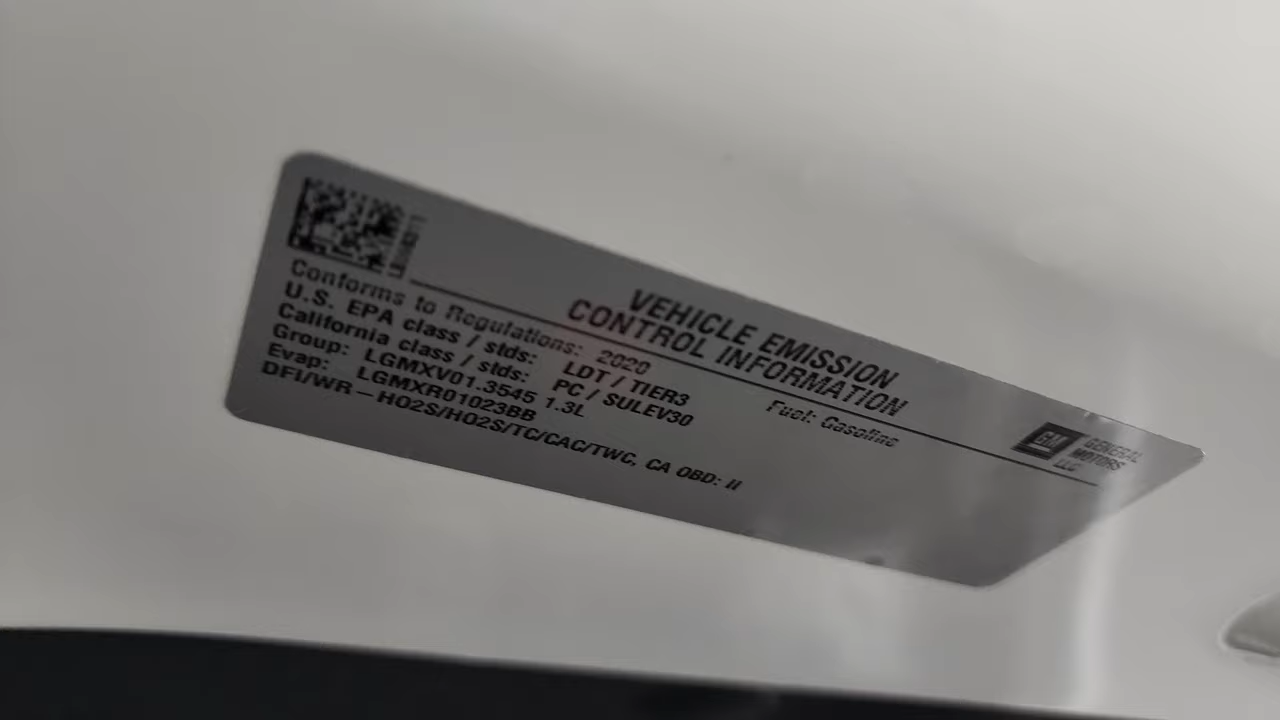 VEHICLE EMISSION
CONTROL INFORMATION
Conforms to Regulations: 2020
Fuel: Gasoline
U.S. EPA class / stds: LDT / TIER3
California class / stds: PC / SULEV30
Group: LGMXV01.3545 1.3L
Evap: LGMXR01023BB
DFI/WR-HO2S/HO2S/TC/CAC/TWC, CA OBD: II
GM
GENERAL
MOTORS
LLC